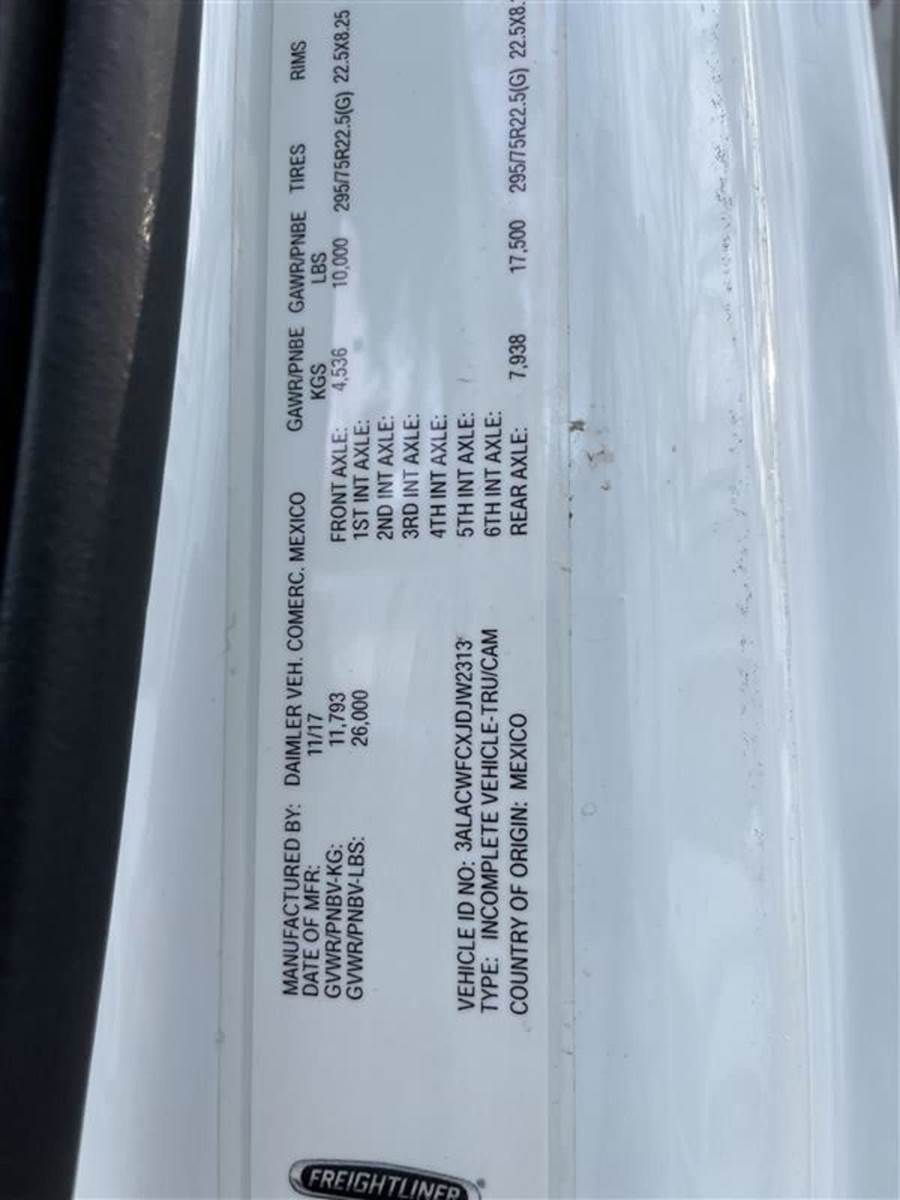 FREIGHTLINER
MANUFACTURED BY: DAIMLER VEH. COMERC. MEXICO GAWR/PNBE GAWR/PNBE TIRES RIMS
DATE OF MFR: 11/17 KGS LBS
GVWR/PNBV-KG: 11,793 FRONT AXLE: 4,536 10,000 295/75R22.5(G) 22.5X8.25
GVWR/PNBV-LBS: 26,000 1ST INT AXLE:
2ND INT AXLE:
3RD INT AXLE:
4TH INT AXLE:
VEHICLE ID NO: 3ALACWFCXJDJW2313 5TH INT AXLE:
TYPE: INCOMPLETE VEHICLE-TRU/CAM 6TH INT AXLE:
COUNTRY OF ORIGIN: MEXICO REAR AXLE: 7,938 17,500 295/75R22.5(G)